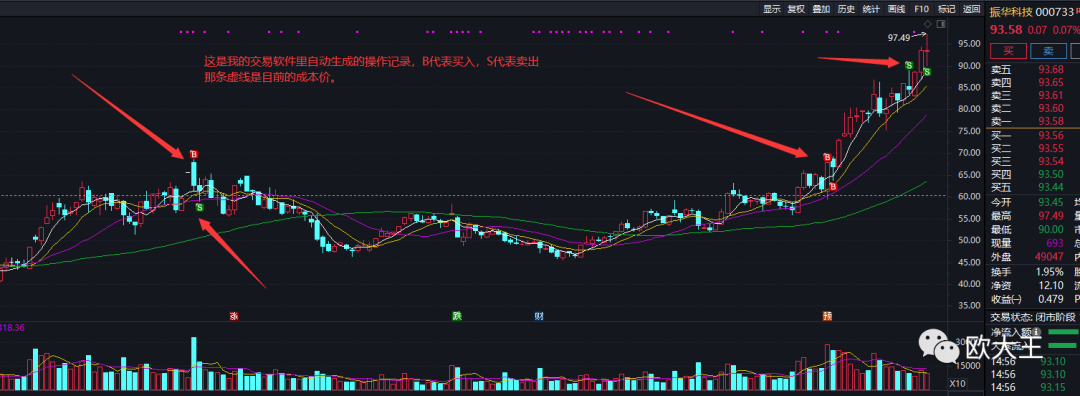 显示 复权 叠加 历史 统计 画线 F10 标记 返回
振华科技 000733
93.58 0.07 0.07%
买 卖
卖五 93.68
卖四 93.65
卖三 93.61
卖二 93.60
卖一 93.58
买一 93.56
买二 93.55
买三 93.54
买四 93.50
买五 93.44
今开 93.45
最高 97.49
最低 90.00
现量 693
外盘 49047
换手 1.95%
净资 12.10
收益(一) 0.479
交易状态: 闭市阶段
净流入额
14:56 93.10
14:56 93.10
14:56 93.15
97.49
95.00
90.00
85.00
80.00
75.00
70.00
65.00
60.00
55.00
50.00
45.00
40.00
35.00
这是我的交易软件里自动生成的操作记录，B代表买入，S代表卖出
那条虚线是目前的成本价。
B
S
B
B
S
S
涨
跌
财
预
318.36
15000
X10
欧大王